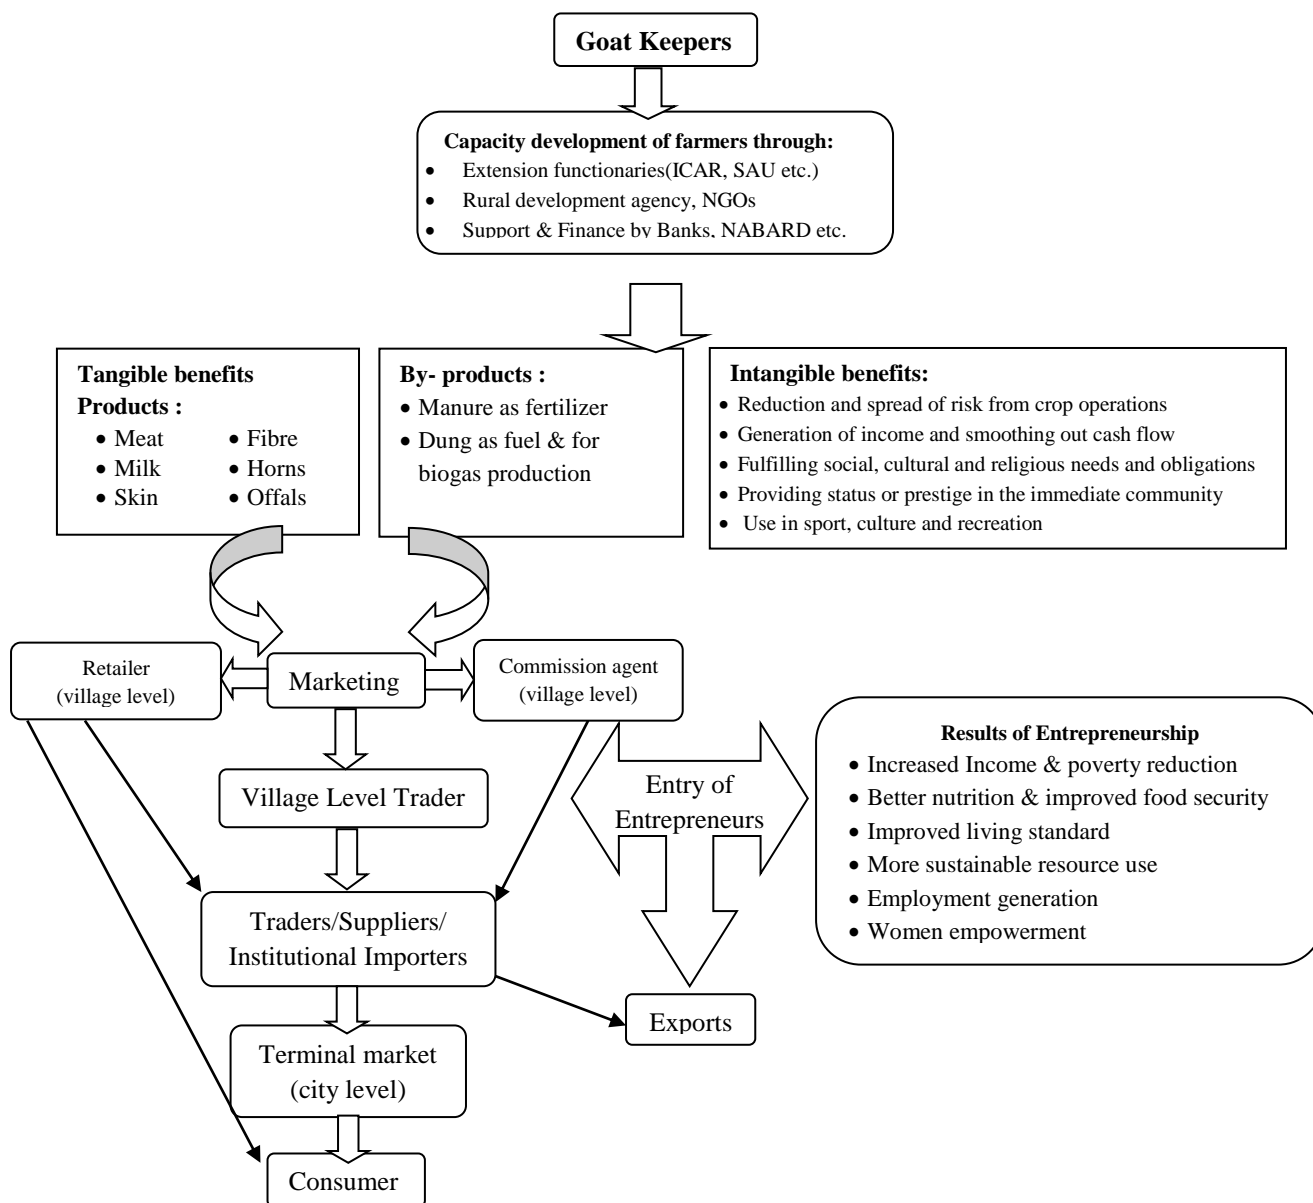 Goat Keepers
Capacity development of farmers through:
• Extension functionaries(ICAR, SAU etc.)
• Rural development agency, NGOs
• Support & Finance by Banks, NABARD etc.
Tangible benefits
Products :
• Meat
• Milk
• Skin
• Fibre
• Horns
• Offals
By- products :
• Manure as fertilizer
• Dung as fuel & for
biogas production
Intangible benefits:
• Reduction and spread of risk from crop operations
• Generation of income and smoothing out cash flow
• Fulfilling social, cultural and religious needs and obligations
• Providing status or prestige in the immediate community
• Use in sport, culture and recreation
Retailer
(village level)
Marketing
Commission agent
(village level)
Village Level Trader
Entry of
Entrepreneurs
Results of Entrepreneurship
• Increased Income & poverty reduction
• Better nutrition & improved food security
• Improved living standard
• More sustainable resource use
• Employment generation
• Women empowerment
Traders/Suppliers/
Institutional Importers
Exports
Terminal market
(city level)
Consumer